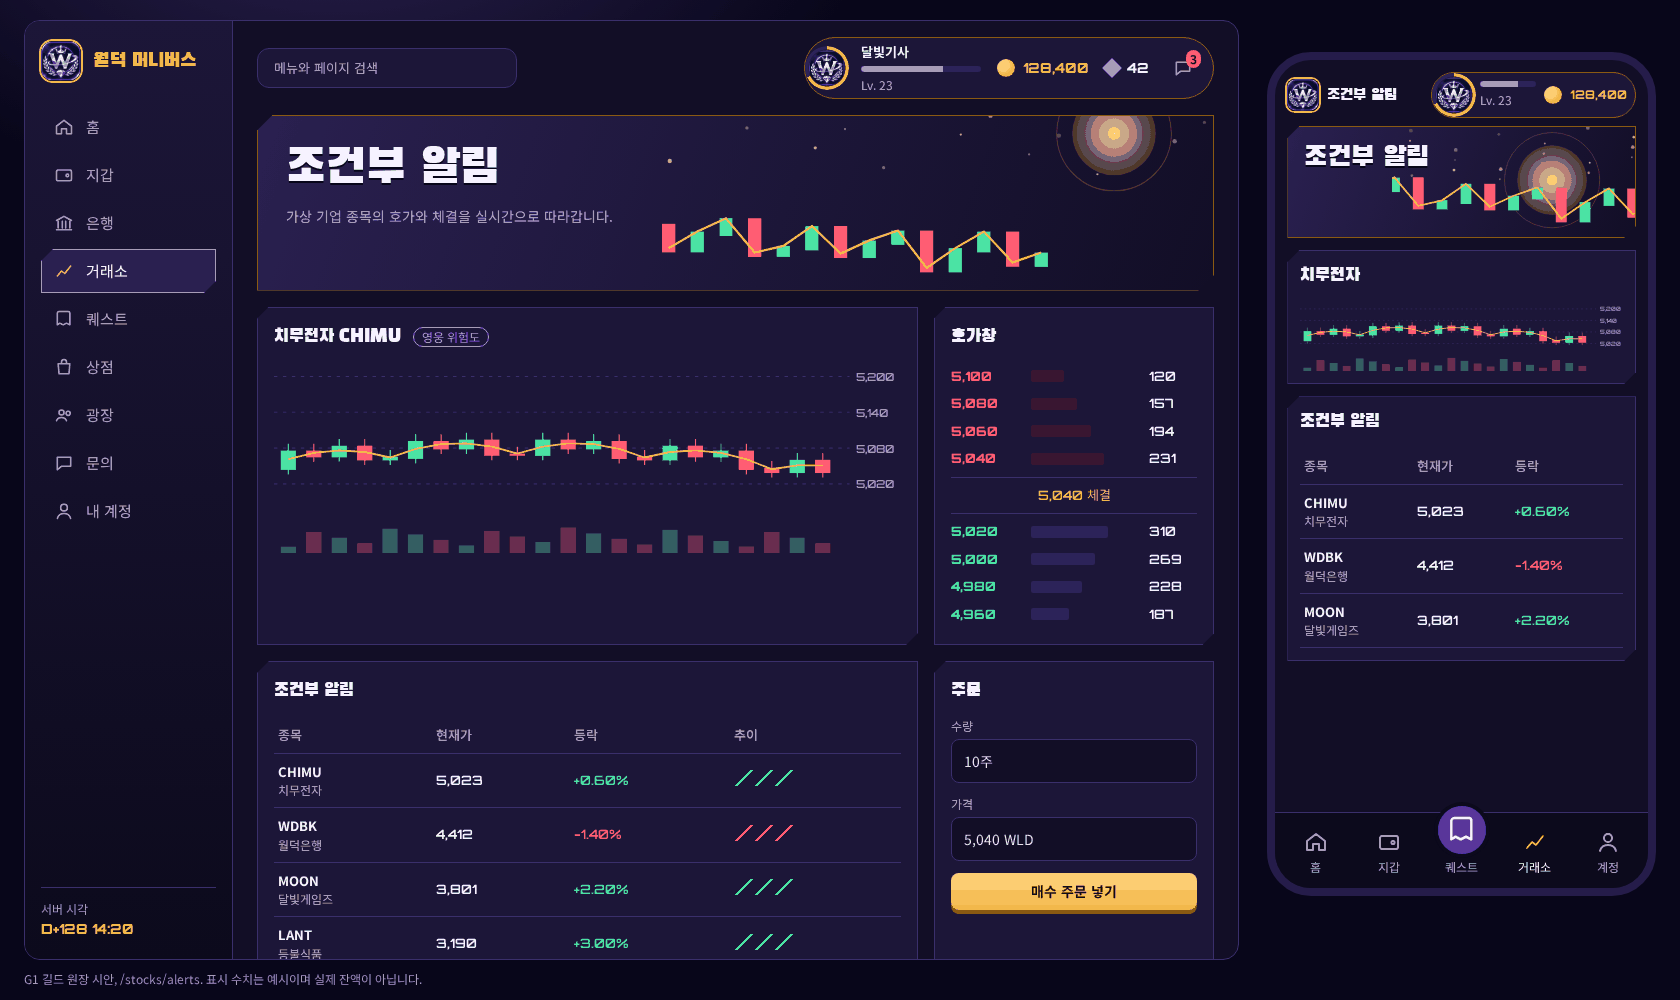 월덕 머니버스
홈
지갑
은행
거래소
퀘스트
상점
광장
문의
내 계정
서버 시각
D+128 14:20
메뉴와 페이지 검색
달빛기사
Lv. 23
128,400
42
3
조건부 알림
가상 기업 종목의 호가와 체결을 실시간으로 따라갑니다.
치무전자 CHIMU
영웅 위험도
5,200
5,140
5,080
5,020
호가창
5,100 120
5,080 157
5,060 194
5,040 231
5,040 체결
5,020 310
5,000 269
4,980 228
4,960 187
조건부 알림
종목 현재가 등락 추이
CHIMU
치무전자
5,023 +0.60%
WDBK
월덕은행
4,412 -1.40%
MOON
달빛게임즈
3,801 +2.20%
LANT
등불식품
3,190 +3.00%
주문
수량
10주
가격
5,040 WLD
매수 주문 넣기
G1 길드 원장 시안, /stocks/alerts. 표시 수치는 예시이며 실제 잔액이 아닙니다.
조건부 알림
Lv. 23
128,400
조건부 알림
치무전자
5,200
5,140
5,080
5,020
조건부 알림
종목 현재가 등락
CHIMU
치무전자
5,023 +0.60%
WDBK
월덕은행
4,412 -1.40%
MOON
달빛게임즈
3,801 +2.20%
홈
지갑
퀘스트
거래소
계정